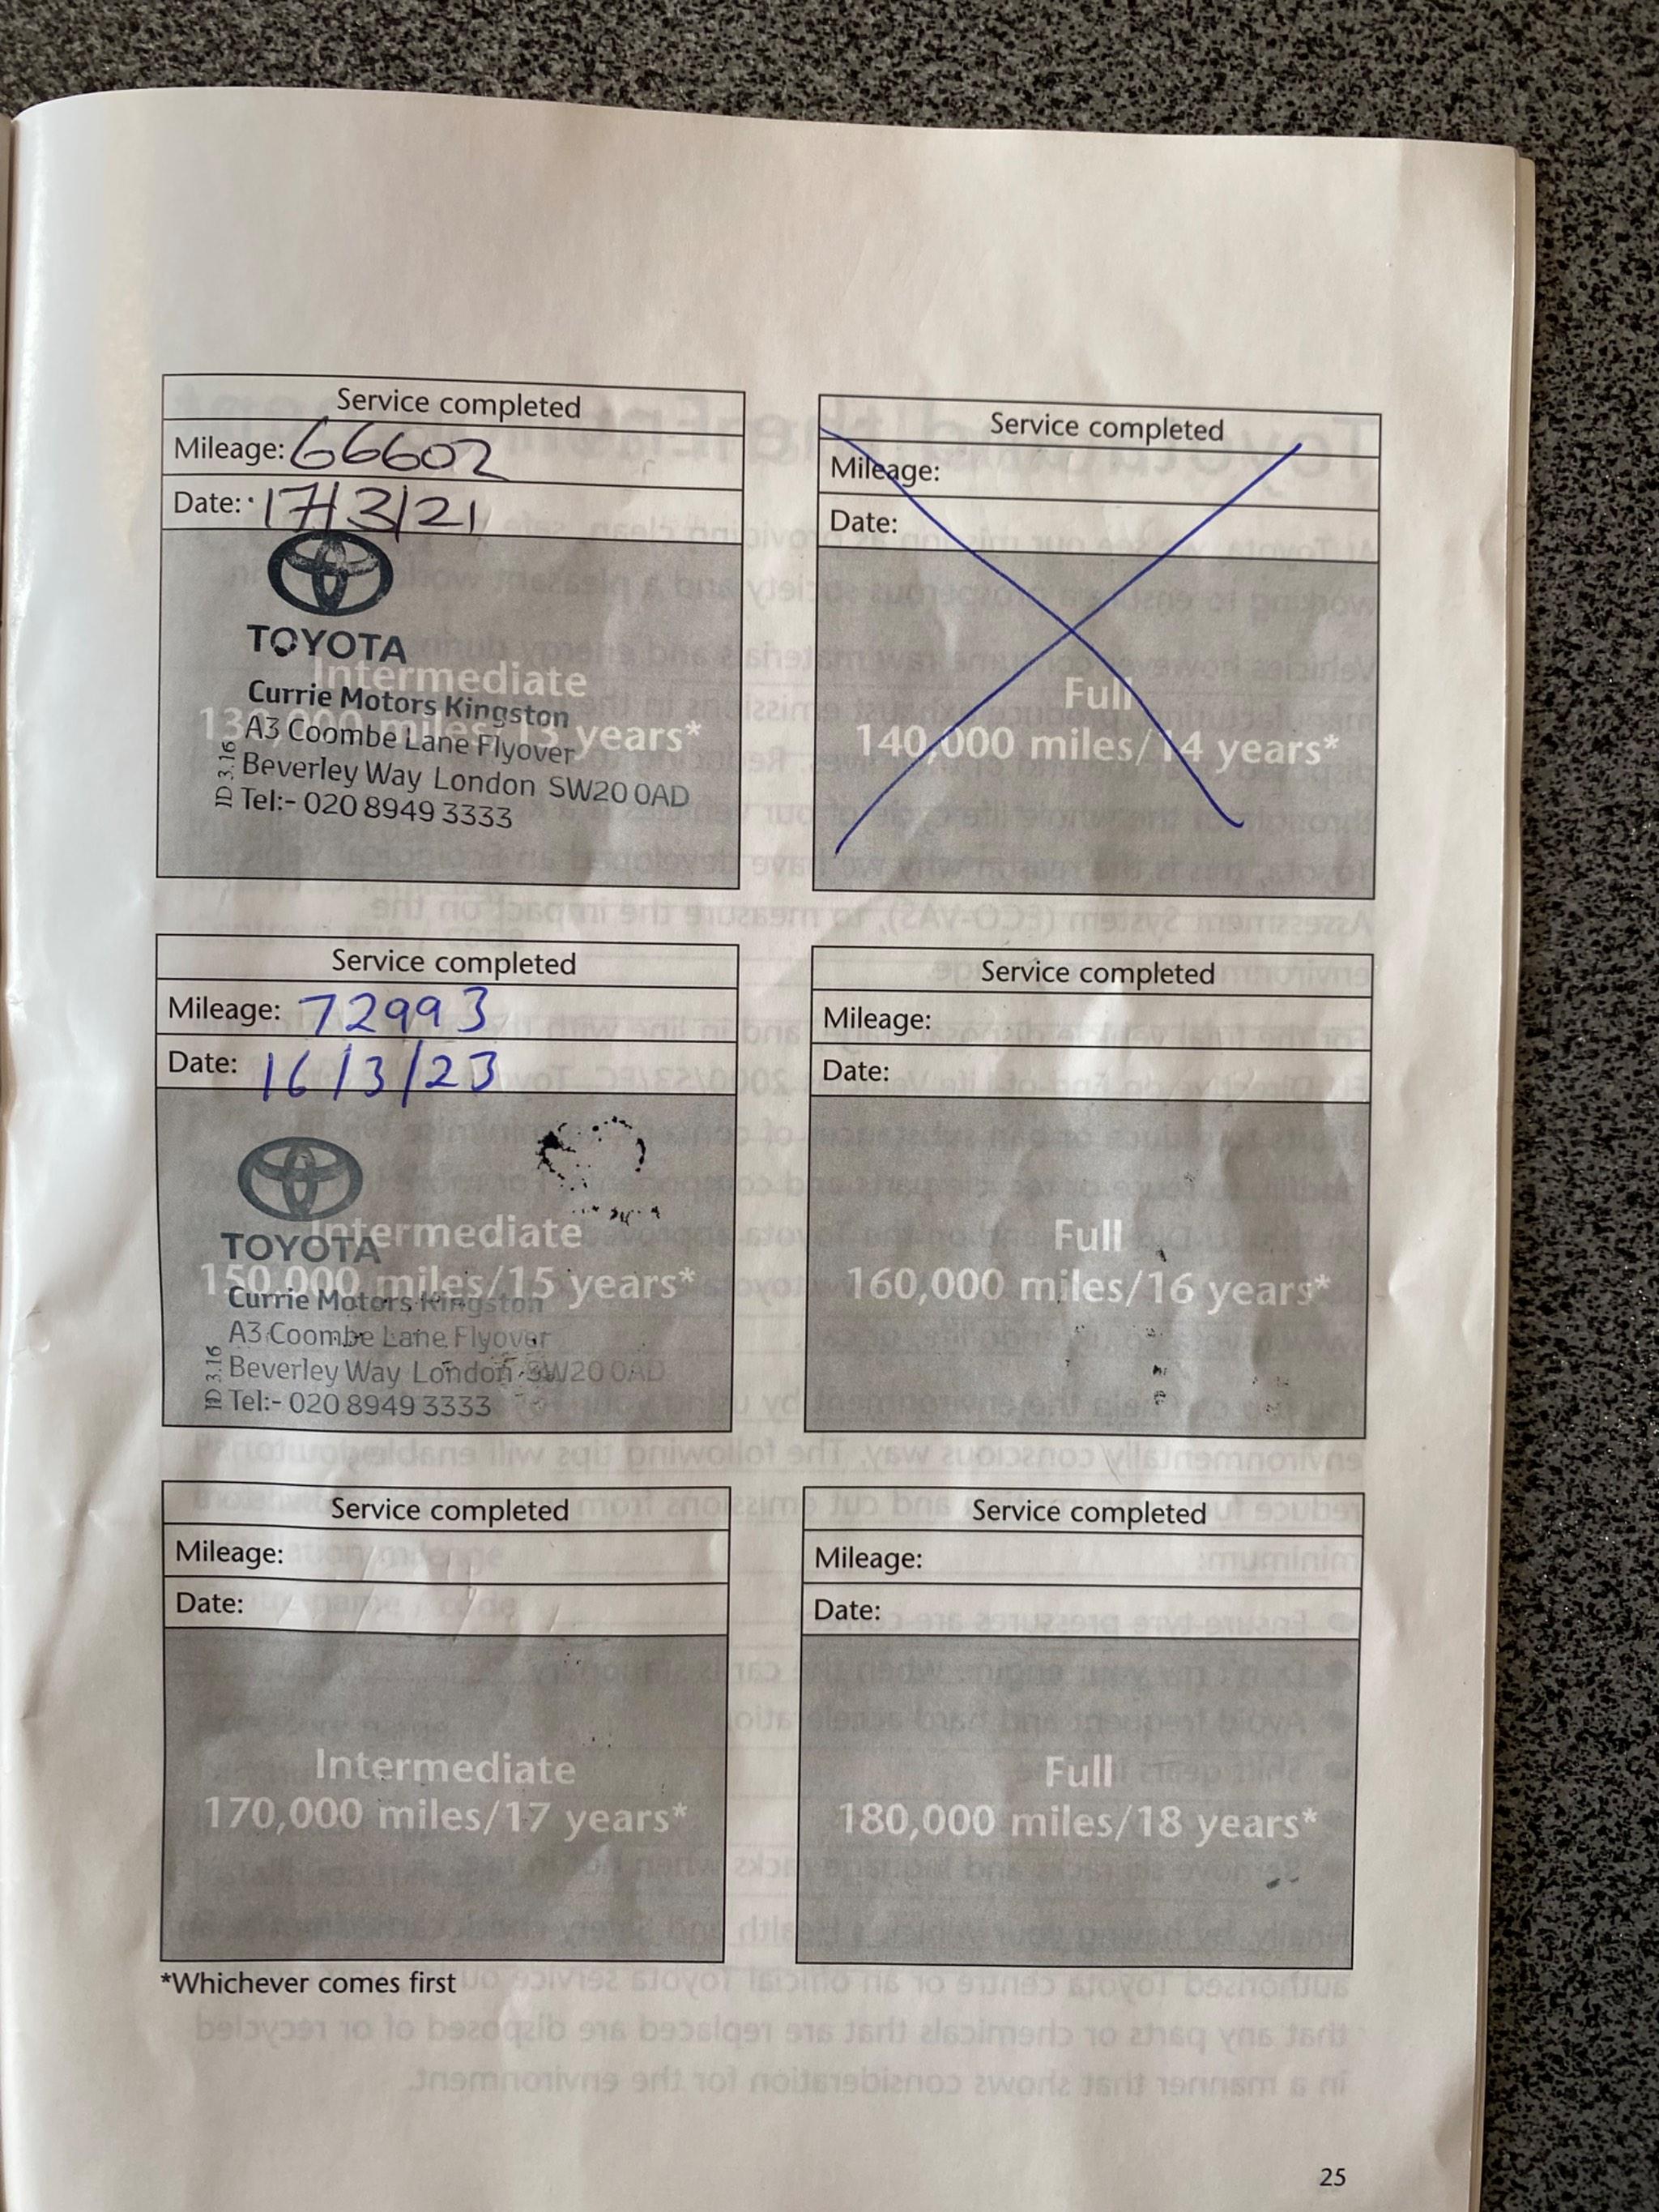 Service completed
Mileage: 66602
Date: 17/3/21
TOYOTA
Intermediate
130,000 miles/13 years*
Currie Motors Kingston
A3 Coombe Lane Flyover
Beverley Way London SW20 0AD
Tel:- 020 8949 3333
ID 3.16
Service completed
Mileage:
Date:
Full
140,000 miles/14 years*
Service completed
Mileage: 72993
Date: 16/3/23
TOYOTA
Intermediate
150,000 miles/15 years*
Currie Motors Kingston
A3 Coombe Lane Flyover
Beverley Way London SW20 0AD
Tel:- 020 8949 3333
ID 3.16
Service completed
Mileage:
Date:
Full
160,000 miles/16 years*
Service completed
Mileage:
Date:
Intermediate
170,000 miles/17 years*
Service completed
Mileage:
Date:
Full
180,000 miles/18 years*
*Whichever comes first
25